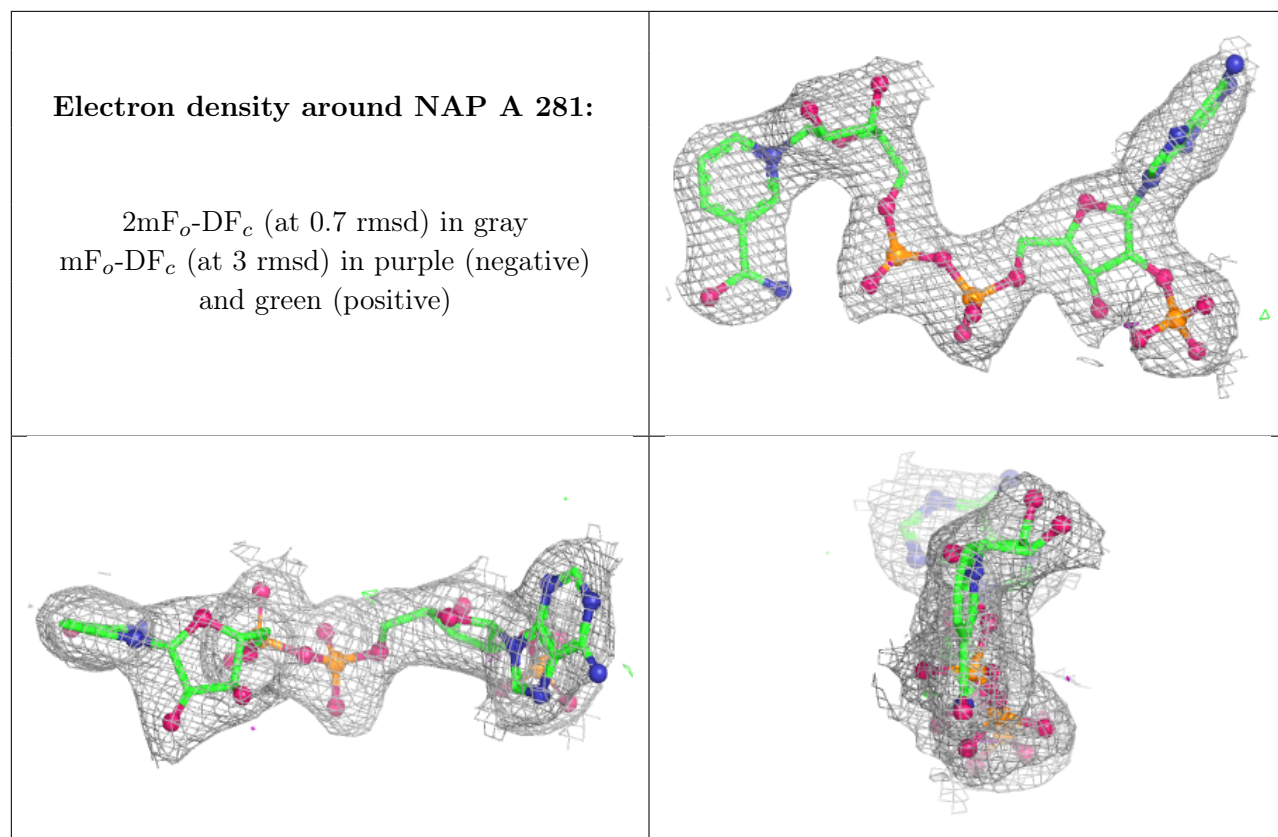 Electron density around NAP A 281:
2mFo-DFc (at 0.7 rmsd) in gray
mFo-DFc (at 3 rmsd) in purple (negative)
and green (positive)